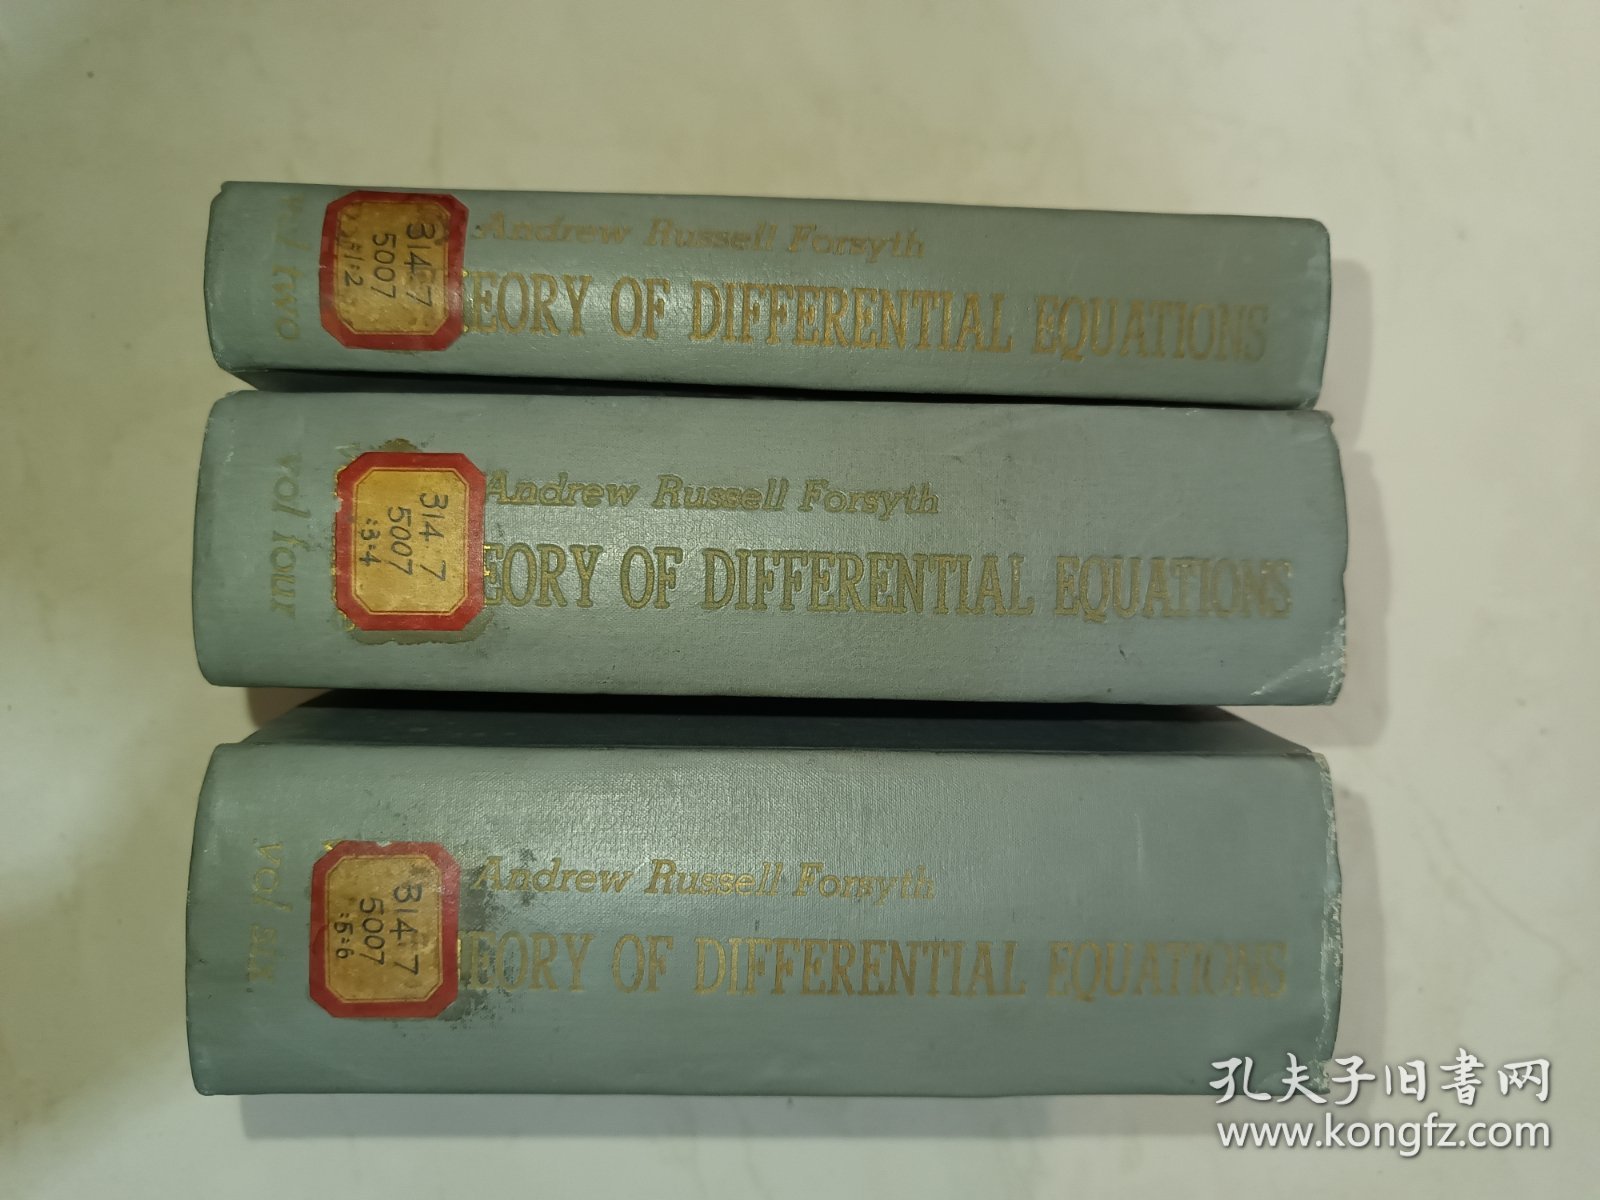 Andrew Russell Forsyth
EORY OF DIFFERENTIAL EQUATIONS
314.7
5007
:1:2
vol two
Andrew Russell Forsyth
EORY OF DIFFERENTIAL EQUATIONS
314.7
5007
:3:4
vol four
Andrew Russell Forsyth
EORY OF DIFFERENTIAL EQUATIONS
314.7
5007
:5:6
vol six
孔夫子旧书网
www.kongfz.com